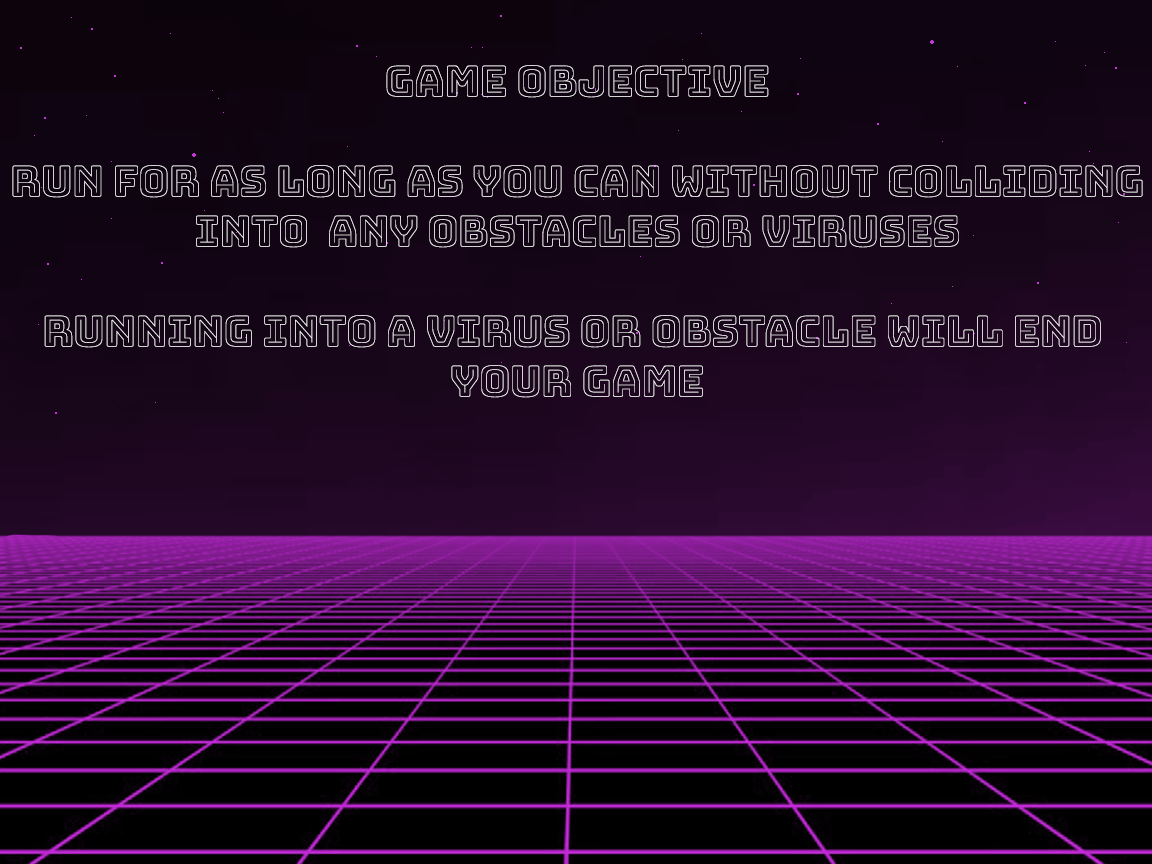 GAME OBJECTIVE
RUN FOR AS LONG AS YOU CAN WITHOUT COLLIDING
INTO  ANY OBSTACLES OR VIRUSES
RUNNING INTO A VIRUS OR OBSTACLE WILL END
YOUR GAME